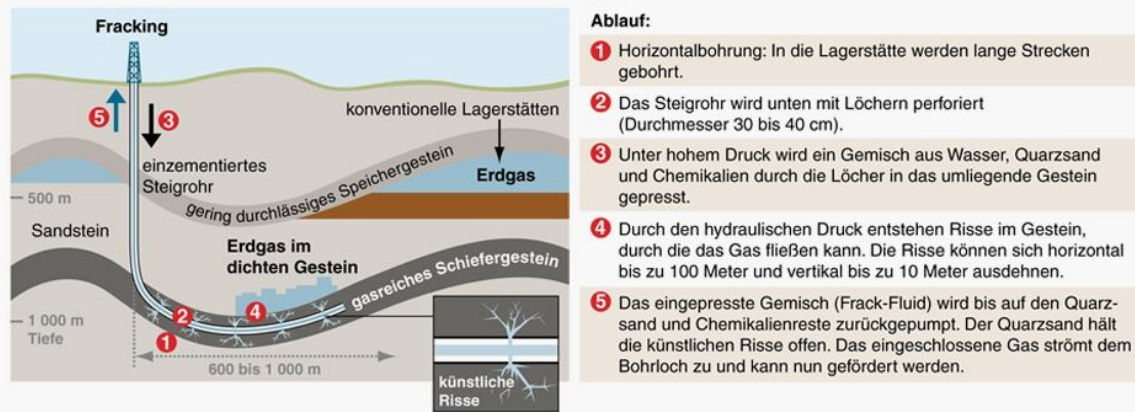 Fracking
5
3
konventionelle Lagerstätten
einzementiertes
Steigrohr
gering durchlässiges Speichergestein
Erdgas
500 m
Sandstein
Erdgas im
dichten Gestein
gasreiches Schiefergestein
2
4
1
1 000 m
Tiefe
600 bis 1 000 m
künstliche
Risse
Ablauf:
1 Horizontalbohrung: In die Lagerstätte werden lange Strecken
gebohrt.
2 Das Steigrohr wird unten mit Löchern perforiert
(Durchmesser 30 bis 40 cm).
3 Unter hohem Druck wird ein Gemisch aus Wasser, Quarzsand
und Chemikalien durch die Löcher in das umliegende Gestein
gepresst.
4 Durch den hydraulischen Druck entstehen Risse im Gestein,
durch die das Gas fließen kann. Die Risse können sich horizontal
bis zu 100 Meter und vertikal bis zu 10 Meter ausdehnen.
5 Das eingepresste Gemisch (Frack-Fluid) wird bis auf den Quarz-
sand und Chemikalienreste zurückgepumpt. Der Quarzsand hält
die künstlichen Risse offen. Das eingeschlossene Gas strömt dem
Bohrloch zu und kann nun gefördert werden.